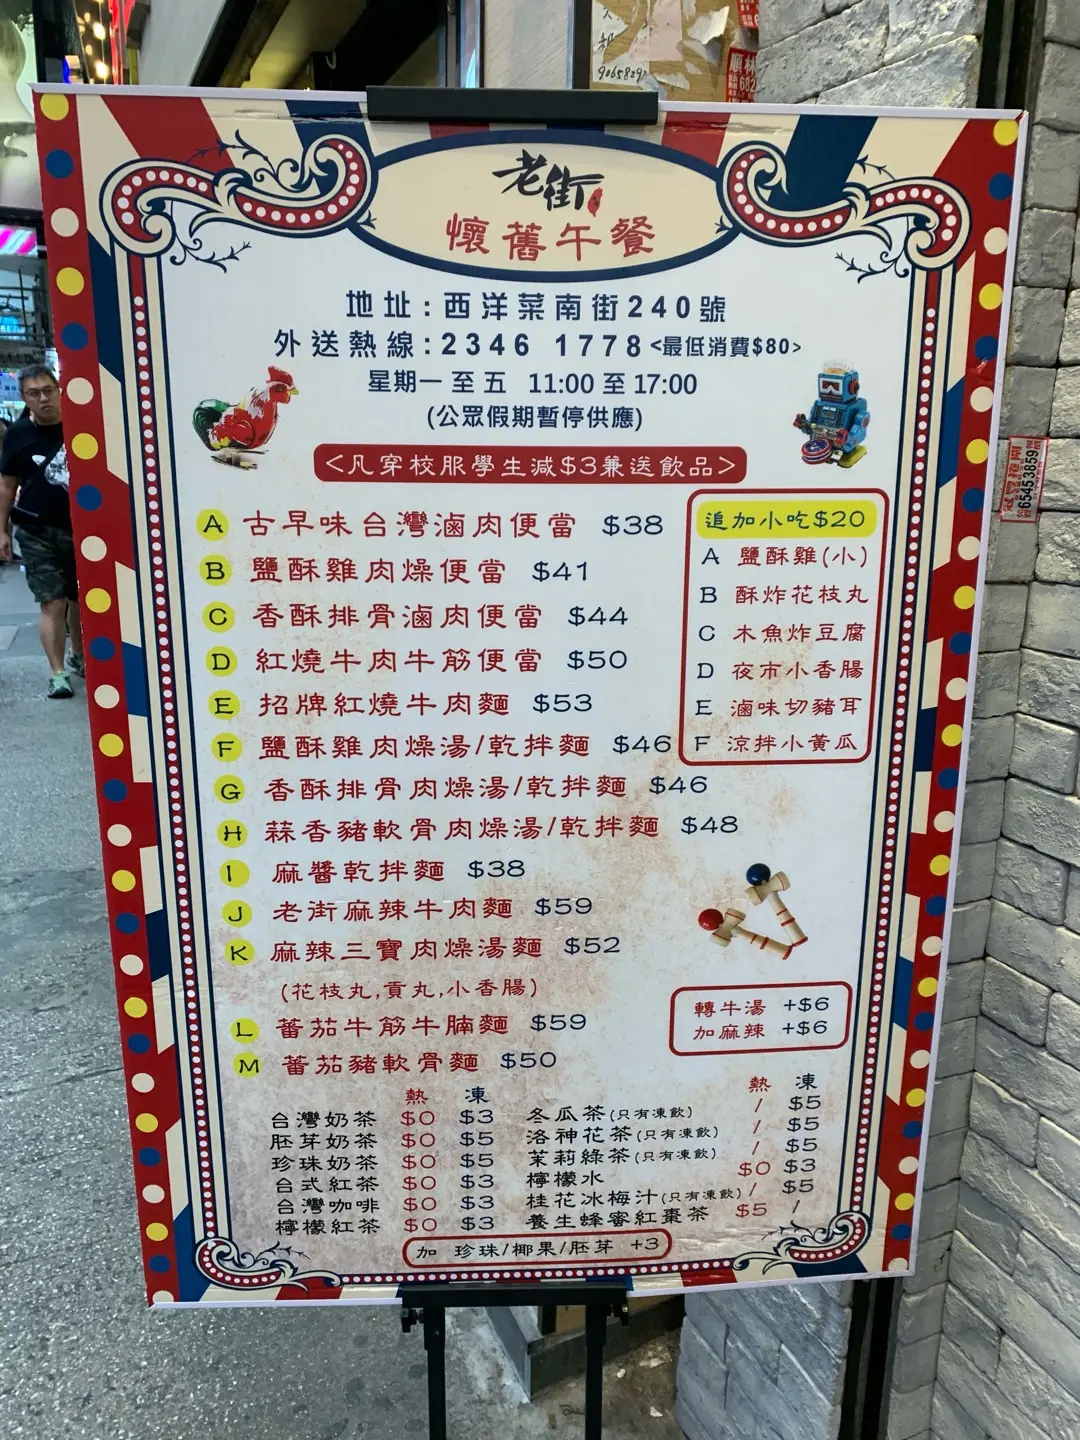 老街
懷舊午餐
地址：西洋菜南街240號
外送熱線：2346 1778<最低消費$80>
星期一至五 11:00至17:00
(公眾假期暫停供應)
<凡穿校服學生減$3兼送飲品>
A 古早味台灣滷肉便當 $38
B 鹽酥雞肉燥便當 $41
C 香酥排骨滷肉便當 $44
D 紅燒牛肉牛筋便當 $50
E 招牌紅燒牛肉麵 $53
F 鹽酥雞肉燥湯/乾拌麵 $46
G 香酥排骨肉燥湯/乾拌麵 $46
H 蒜香豬軟骨肉燥湯/乾拌麵 $48
I 麻醬乾拌麵 $38
J 老街麻辣牛肉麵 $59
K 麻辣三寶肉燥湯麵 $52
(花枝丸,貢丸,小香腸)
L 蕃茄牛筋牛腩麵 $59
M 蕃茄豬軟骨麵 $50
追加小吃$20
A 鹽酥雞(小)
B 酥炸花枝丸
C 木魚炸豆腐
D 夜市小香腸
E 滷味切豬耳
F 涼拌小黃瓜
轉牛湯 +$6
加麻辣 +$6
熱 凍
台灣奶茶 $0 $3
胚芽奶茶 $0 $5
珍珠奶茶 $0 $5
台式紅茶 $0 $3
台灣咖啡 $0 $3
檸檬紅茶 $0 $3
熱 凍
冬瓜茶(只有凍飲) / $5
洛神花茶(只有凍飲) / $5
茉莉綠茶(只有凍飲) / $5
檸檬水 $0 $3
桂花冰梅汁(只有凍飲) / $5
養生蜂蜜紅棗茶 $5 /
加 珍珠/椰果/胚芽 +3
9065829
順林
682
65453859